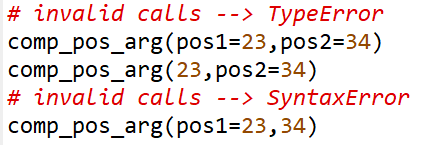 # invalid calls --> TypeError
comp_pos_arg(pos1=23,pos2=34)
comp_pos_arg(23,pos2=34)
# invalid calls --> SyntaxError
comp_pos_arg(pos1=23,34)